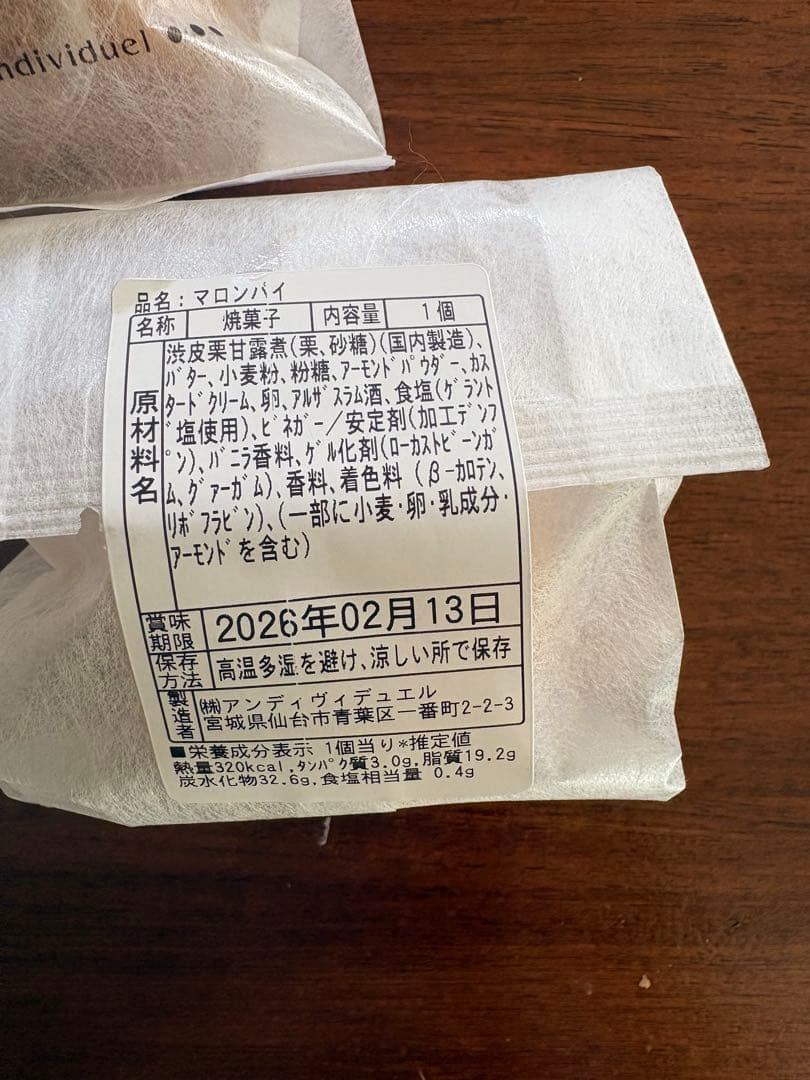 ndividuel
品名:マロンパイ
名称 焼菓子 内容量 1個
原材料名
渋皮栗甘露煮(栗、砂糖)(国内製造)、
バター、小麦粉、粉糖、アーモンドパウダー、カス
タードクリーム、卵、アルザスラム酒、食塩(ゲラント
゛塩使用)、ビネガー/安定剤(加工デンプ
ン)、バニラ香料、ゲル化剤(ローカストビーンガ
ム、グァーガム)、香料、着色料(β-カロテン、
リボフラビン)、(一部に小麦・卵・乳成分・
アーモンドを含む)
賞味期限 2026年02月13日
保存方法 高温多湿を避け、涼しい所で保存
製造者 ㈱アンディヴィデュエル
宮城県仙台市青葉区一番町2-2-3
■栄養成分表示 1個当り*推定値
熱量320kcal,タンパク質3.0g,脂質19.2g
炭水化物32.6g,食塩相当量 0.4g